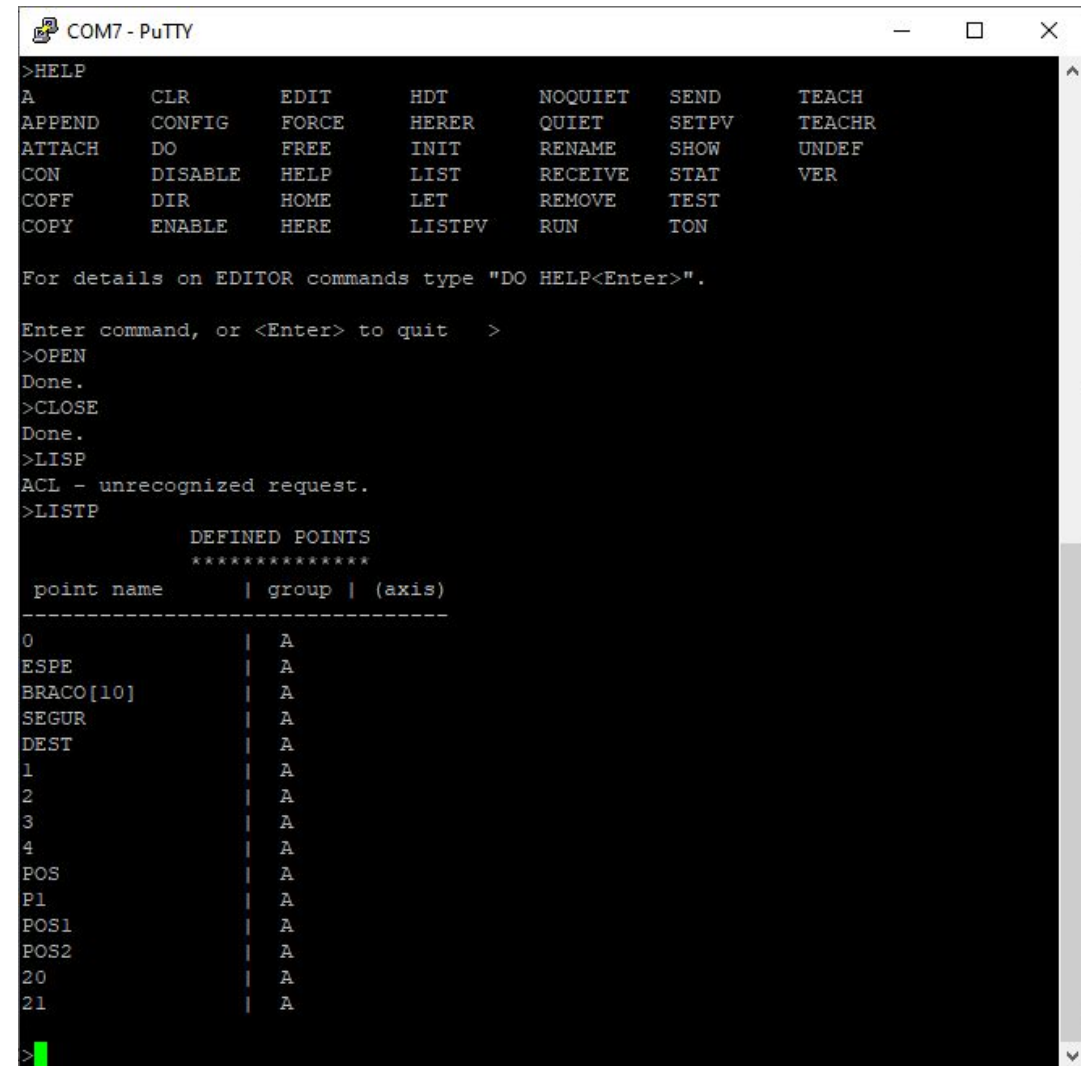 COM7 - PuTTY
>HELP
A CLR EDIT HDT NOQUIET SEND TEACH
APPEND CONFIG FORCE HERER QUIET SETPV TEACHR
ATTACH DO FREE INIT RENAME SHOW UNDEF
CON DISABLE HELP LIST RECEIVE STAT VER
COFF DIR HOME LET REMOVE TEST
COPY ENABLE HERE LISTPV RUN TON
For details on EDITOR commands type "DO HELP<Enter>".
Enter command, or <Enter> to quit >
>OPEN
Done.
>CLOSE
Done.
>LISP
ACL - unrecognized request.
>LISTP
DEFINED POINTS
**************
point name | group | (axis)
---------------------------------
0 | A
ESPE | A
BRACO[10] | A
SEGUR | A
DEST | A
1 | A
2 | A
3 | A
4 | A
POS | A
P1 | A
POS1 | A
POS2 | A
20 | A
21 | A
>